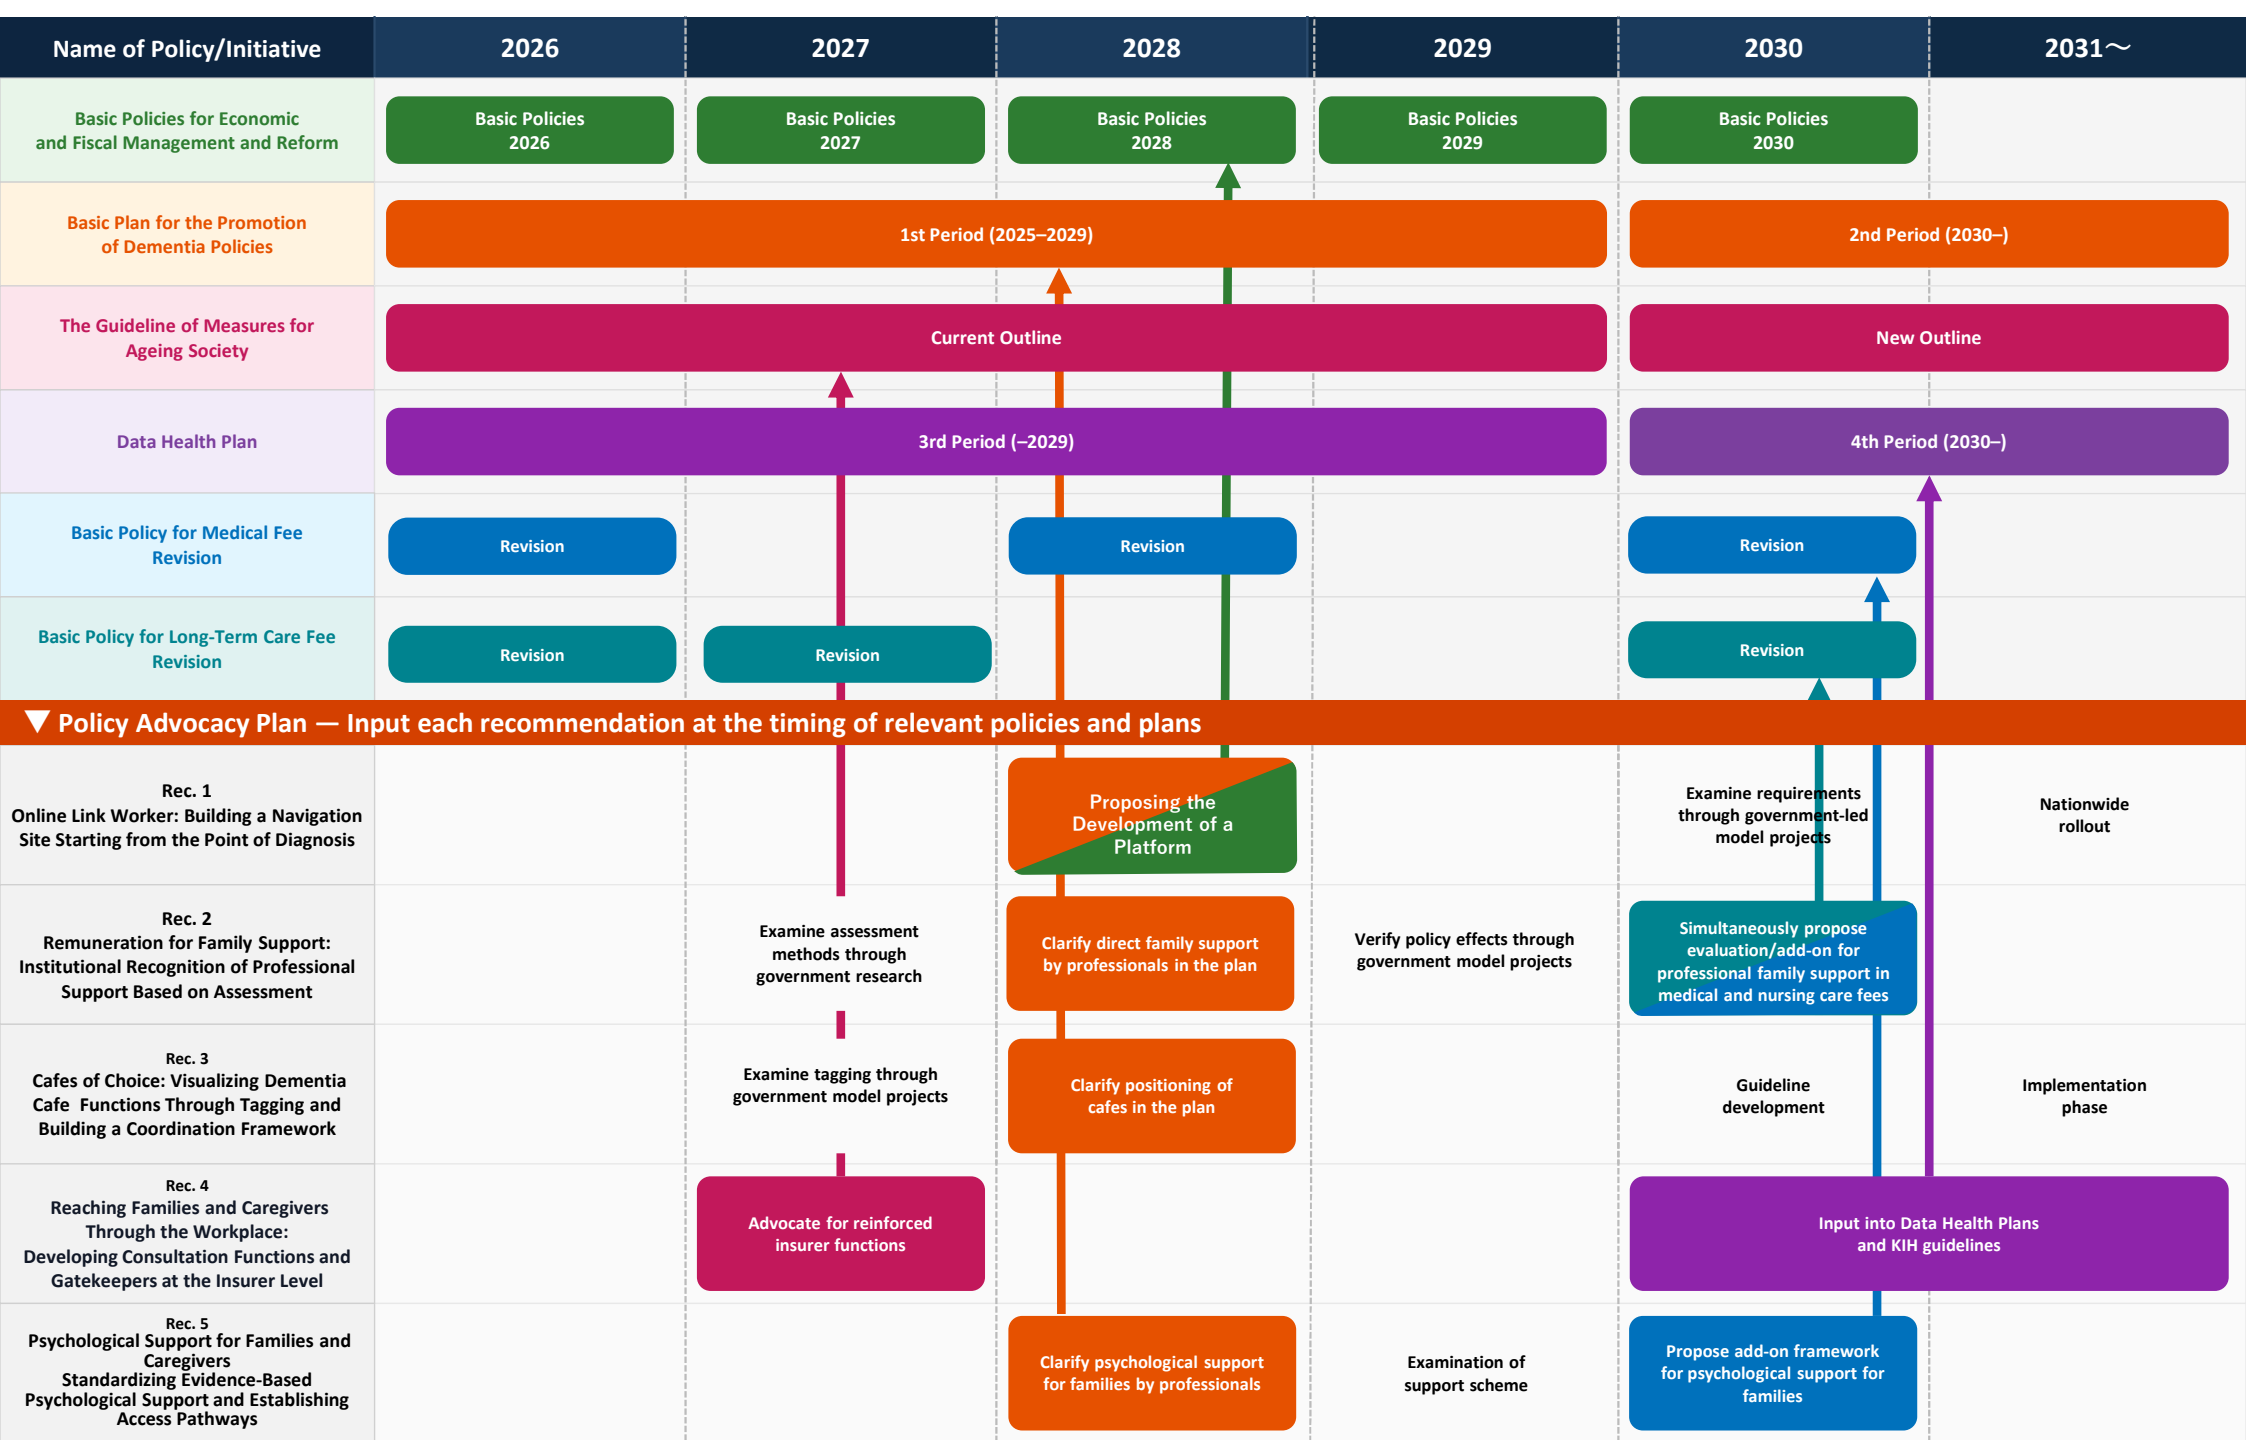 Name of Policy/Initiative
2026
2027
2028
2029
2030
2031～
Basic Policies for Economic
and Fiscal Management and Reform
Basic Policies
2026
Basic Policies
2027
Basic Policies
2028
Basic Policies
2029
Basic Policies
2030
Basic Plan for the Promotion
of Dementia Policies
1st Period (2025–2029)
2nd Period (2030–)
The Guideline of Measures for
Ageing Society
Current Outline
New Outline
Data Health Plan
3rd Period (–2029)
4th Period (2030–)
Basic Policy for Medical Fee
Revision
Revision
Revision
Revision
Basic Policy for Long-Term Care Fee
Revision
Revision
Revision
Revision
▼ Policy Advocacy Plan — Input each recommendation at the timing of relevant policies and plans
Rec. 1
Online Link Worker: Building a Navigation
Site Starting from the Point of Diagnosis
Proposing the
Development of a
Platform
Examine requirements
through government-led
model projects
Nationwide
rollout
Rec. 2
Remuneration for Family Support:
Institutional Recognition of Professional
Support Based on Assessment
Examine assessment
methods through
government research
Clarify direct family support
by professionals in the plan
Verify policy effects through
government model projects
Simultaneously propose
evaluation/add-on for
professional family support in
medical and nursing care fees
Rec. 3
Cafes of Choice: Visualizing Dementia
Cafe  Functions Through Tagging and
Building a Coordination Framework
Examine tagging through
government model projects
Clarify positioning of
cafes in the plan
Guideline
development
Implementation
phase
Rec. 4
Reaching Families and Caregivers
Through the Workplace:
Developing Consultation Functions and
Gatekeepers at the Insurer Level
Advocate for reinforced
insurer functions
Input into Data Health Plans
and KIH guidelines
Rec. 5
Psychological Support for Families and
Caregivers
Standardizing Evidence-Based
Psychological Support and Establishing
Access Pathways
Clarify psychological support
for families by professionals
Examination of
support scheme
Propose add-on framework
for psychological support for
families